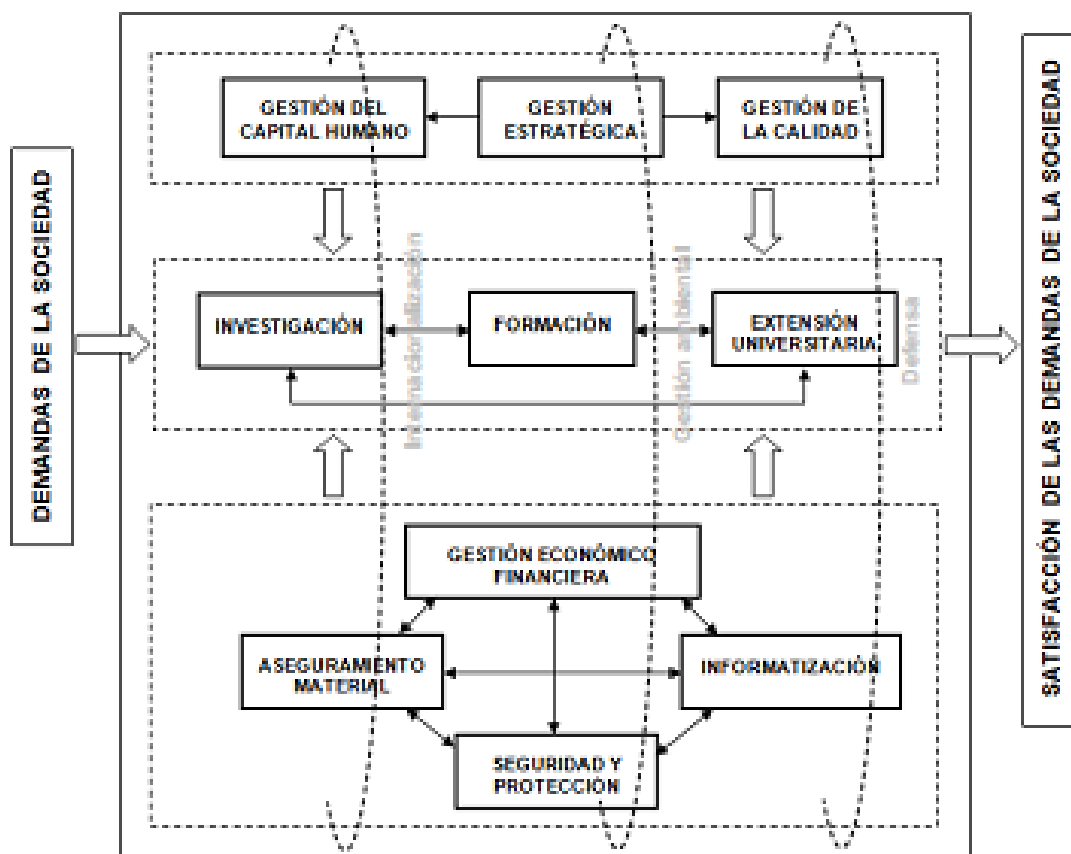 DEMANDAS DE LA SOCIEDAD
GESTIÓN DEL
CAPITAL HUMANO
GESTIÓN
ESTRATÉGICA
GESTIÓN DE
LA CALIDAD
INVESTIGACIÓN
Internacionalización
FORMACIÓN
Gestión ambiental
EXTENSIÓN
UNIVERSITARIA
Defensa
GESTIÓN ECONÓMICO
FINANCIERA
ASEGURAMIENTO
MATERIAL
INFORMATIZACIÓN
SEGURIDAD Y
PROTECCIÓN
SATISFACCIÓN DE LAS DEMANDAS DE LA SOCIEDAD